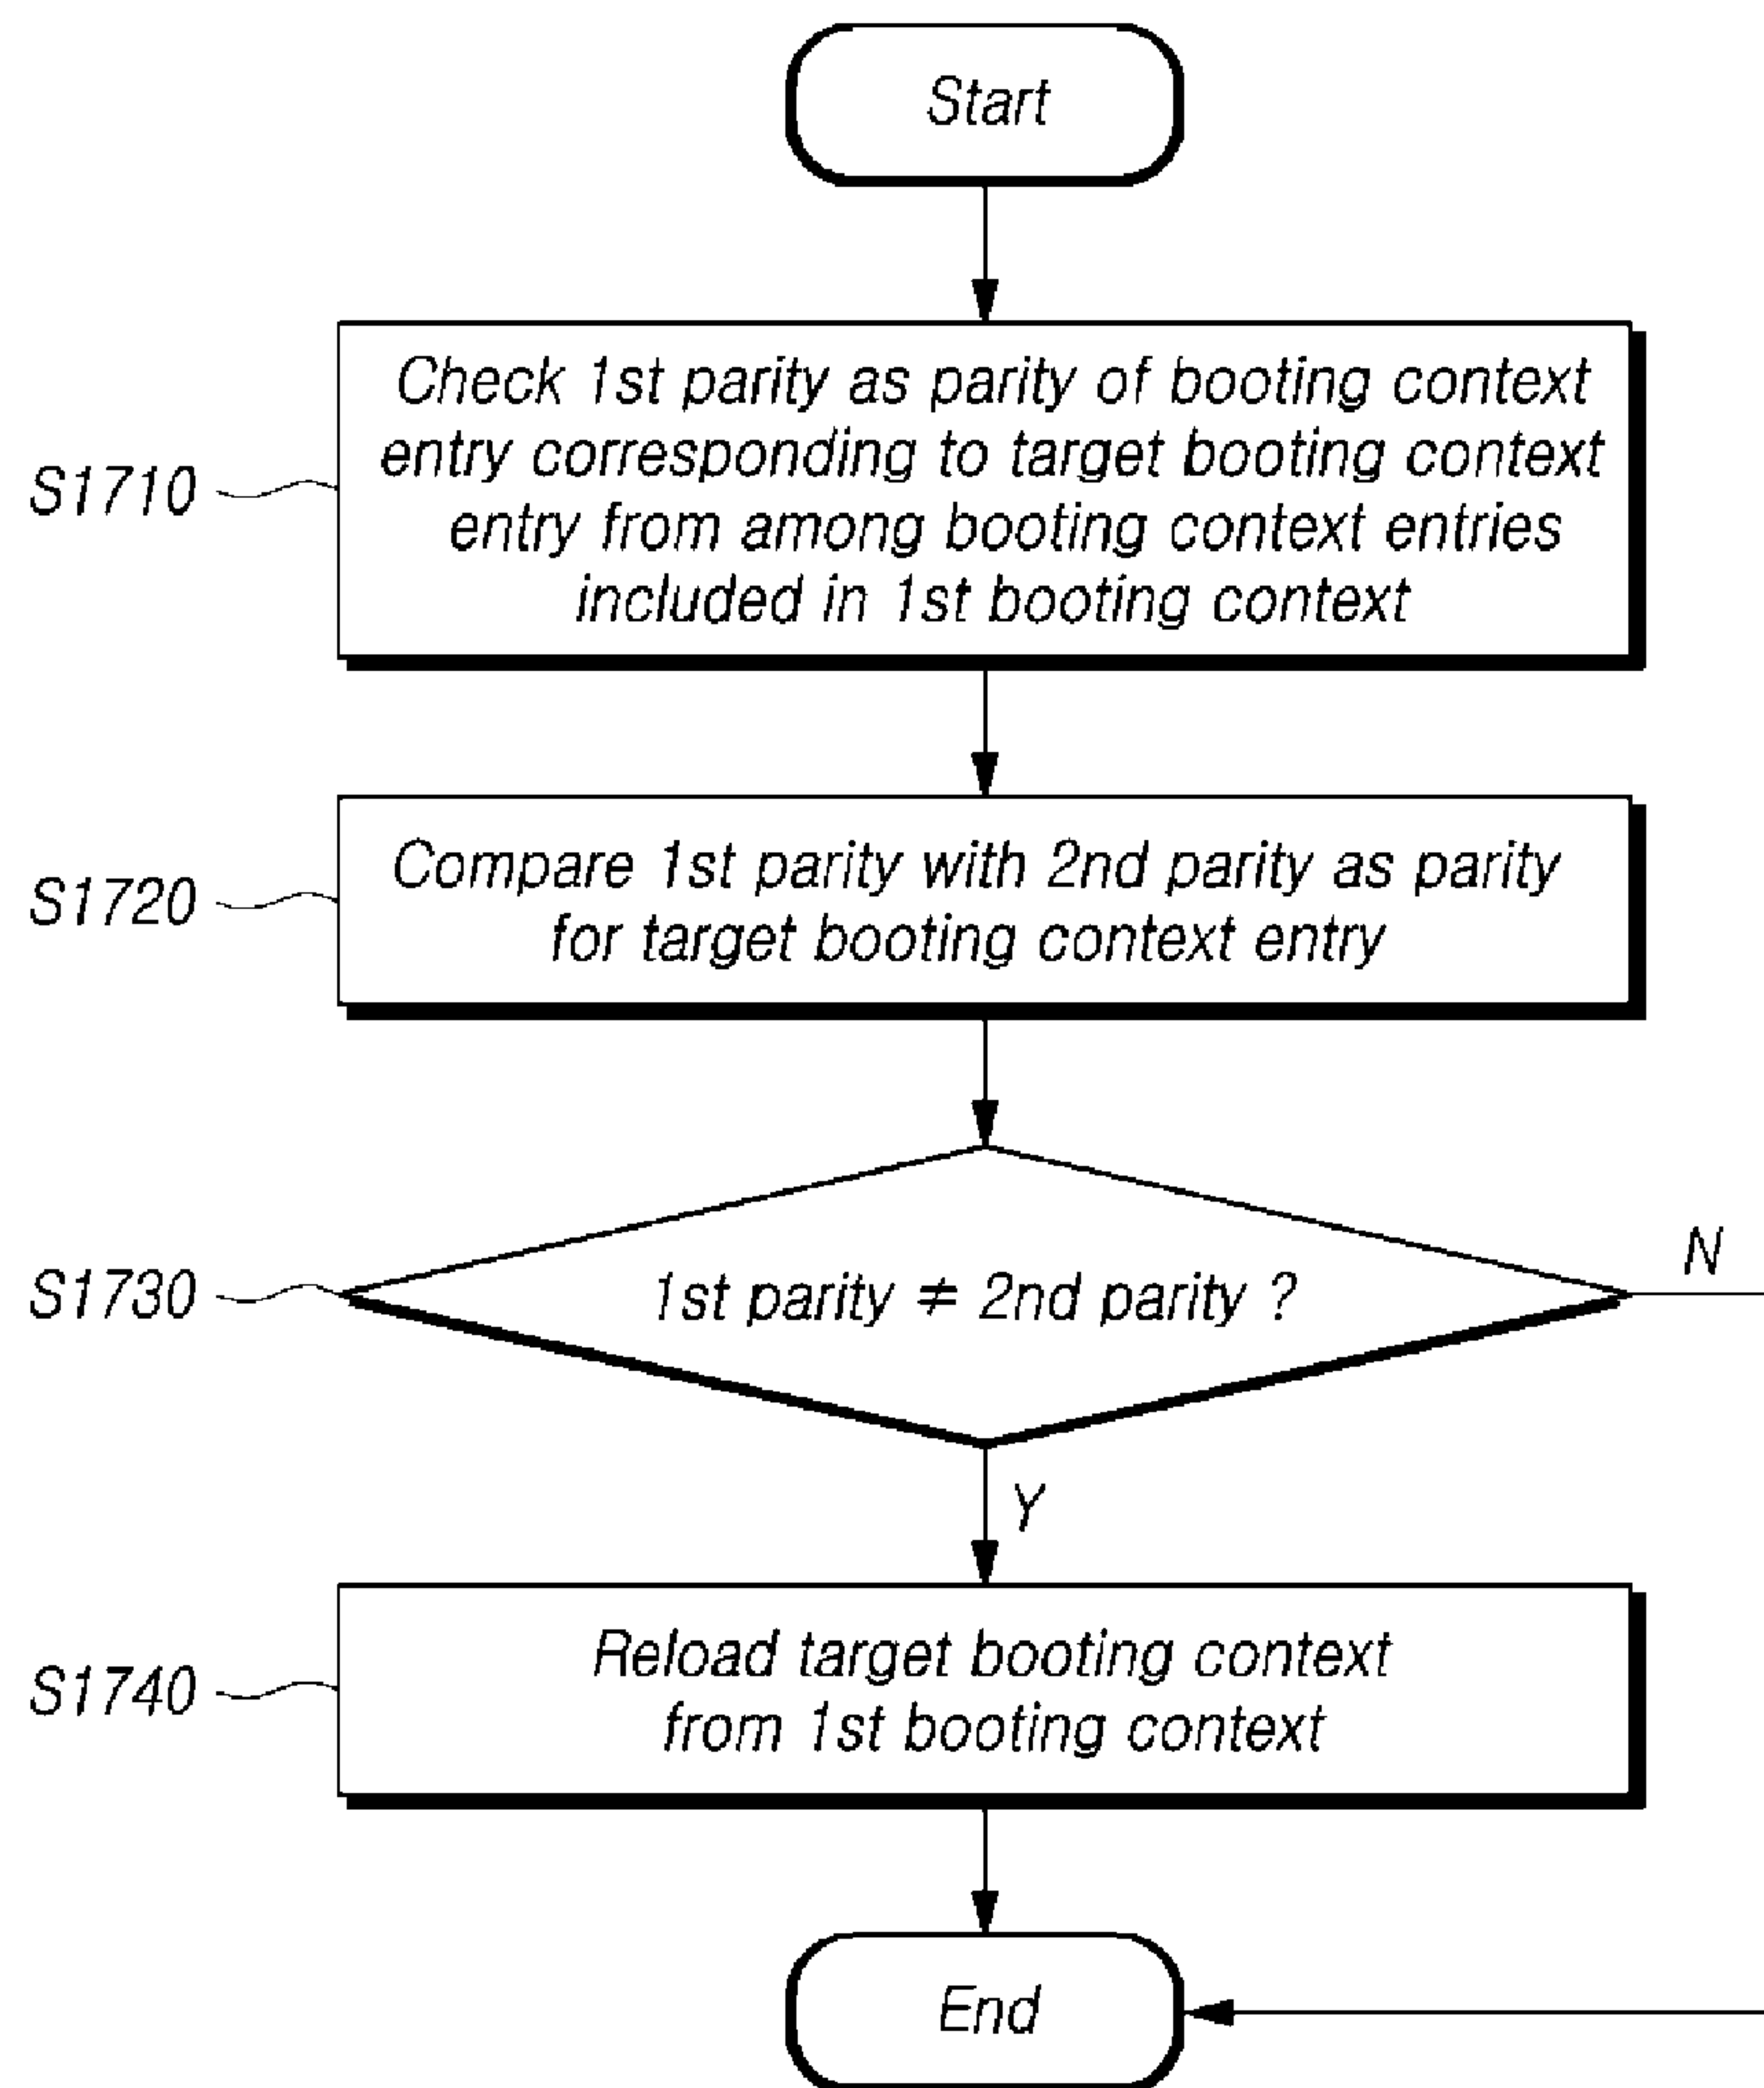 Start
Check 1st parity as parity of booting context
entry corresponding to target booting context
entry from among booting context entries
included in 1st booting context
S1710
Compare 1st parity with 2nd parity as parity
for target booting context entry
S1720
1st parity ≠ 2nd parity ?
S1730
N
Y
Reload target booting context
from 1st booting context
S1740
End